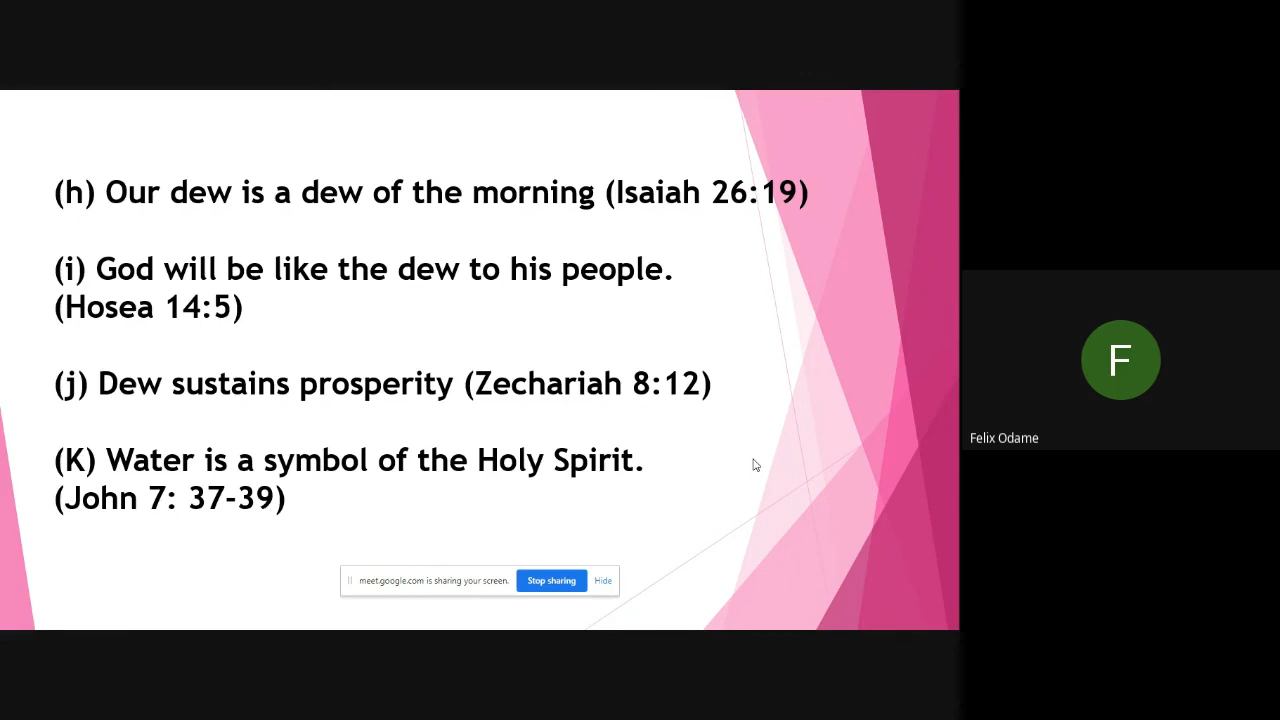 (h) Our dew is a dew of the morning (Isaiah 26:19)
(i) God will be like the dew to his people.
(Hosea 14:5)
(j) Dew sustains prosperity (Zechariah 8:12)
(K) Water is a symbol of the Holy Spirit.
(John 7: 37-39)
meet.google.com is sharing your screen. Stop sharing Hide
F
Felix Odame